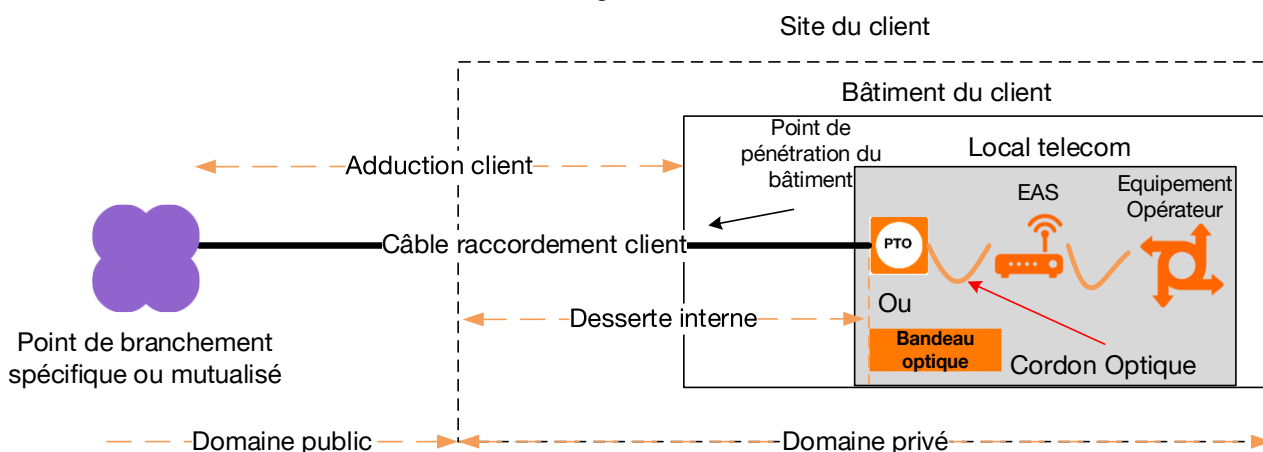 Site du client
Bâtiment du client
Point de
pénétration du
bâtiment
Local telecom
Adduction client
EAS
Equipement
Opérateur
Câble raccordement client
PTO
Ou
Desserte interne
Bandeau
optique
Cordon Optique
Point de branchement
spécifique ou mutualisé
Domaine public
Domaine privé